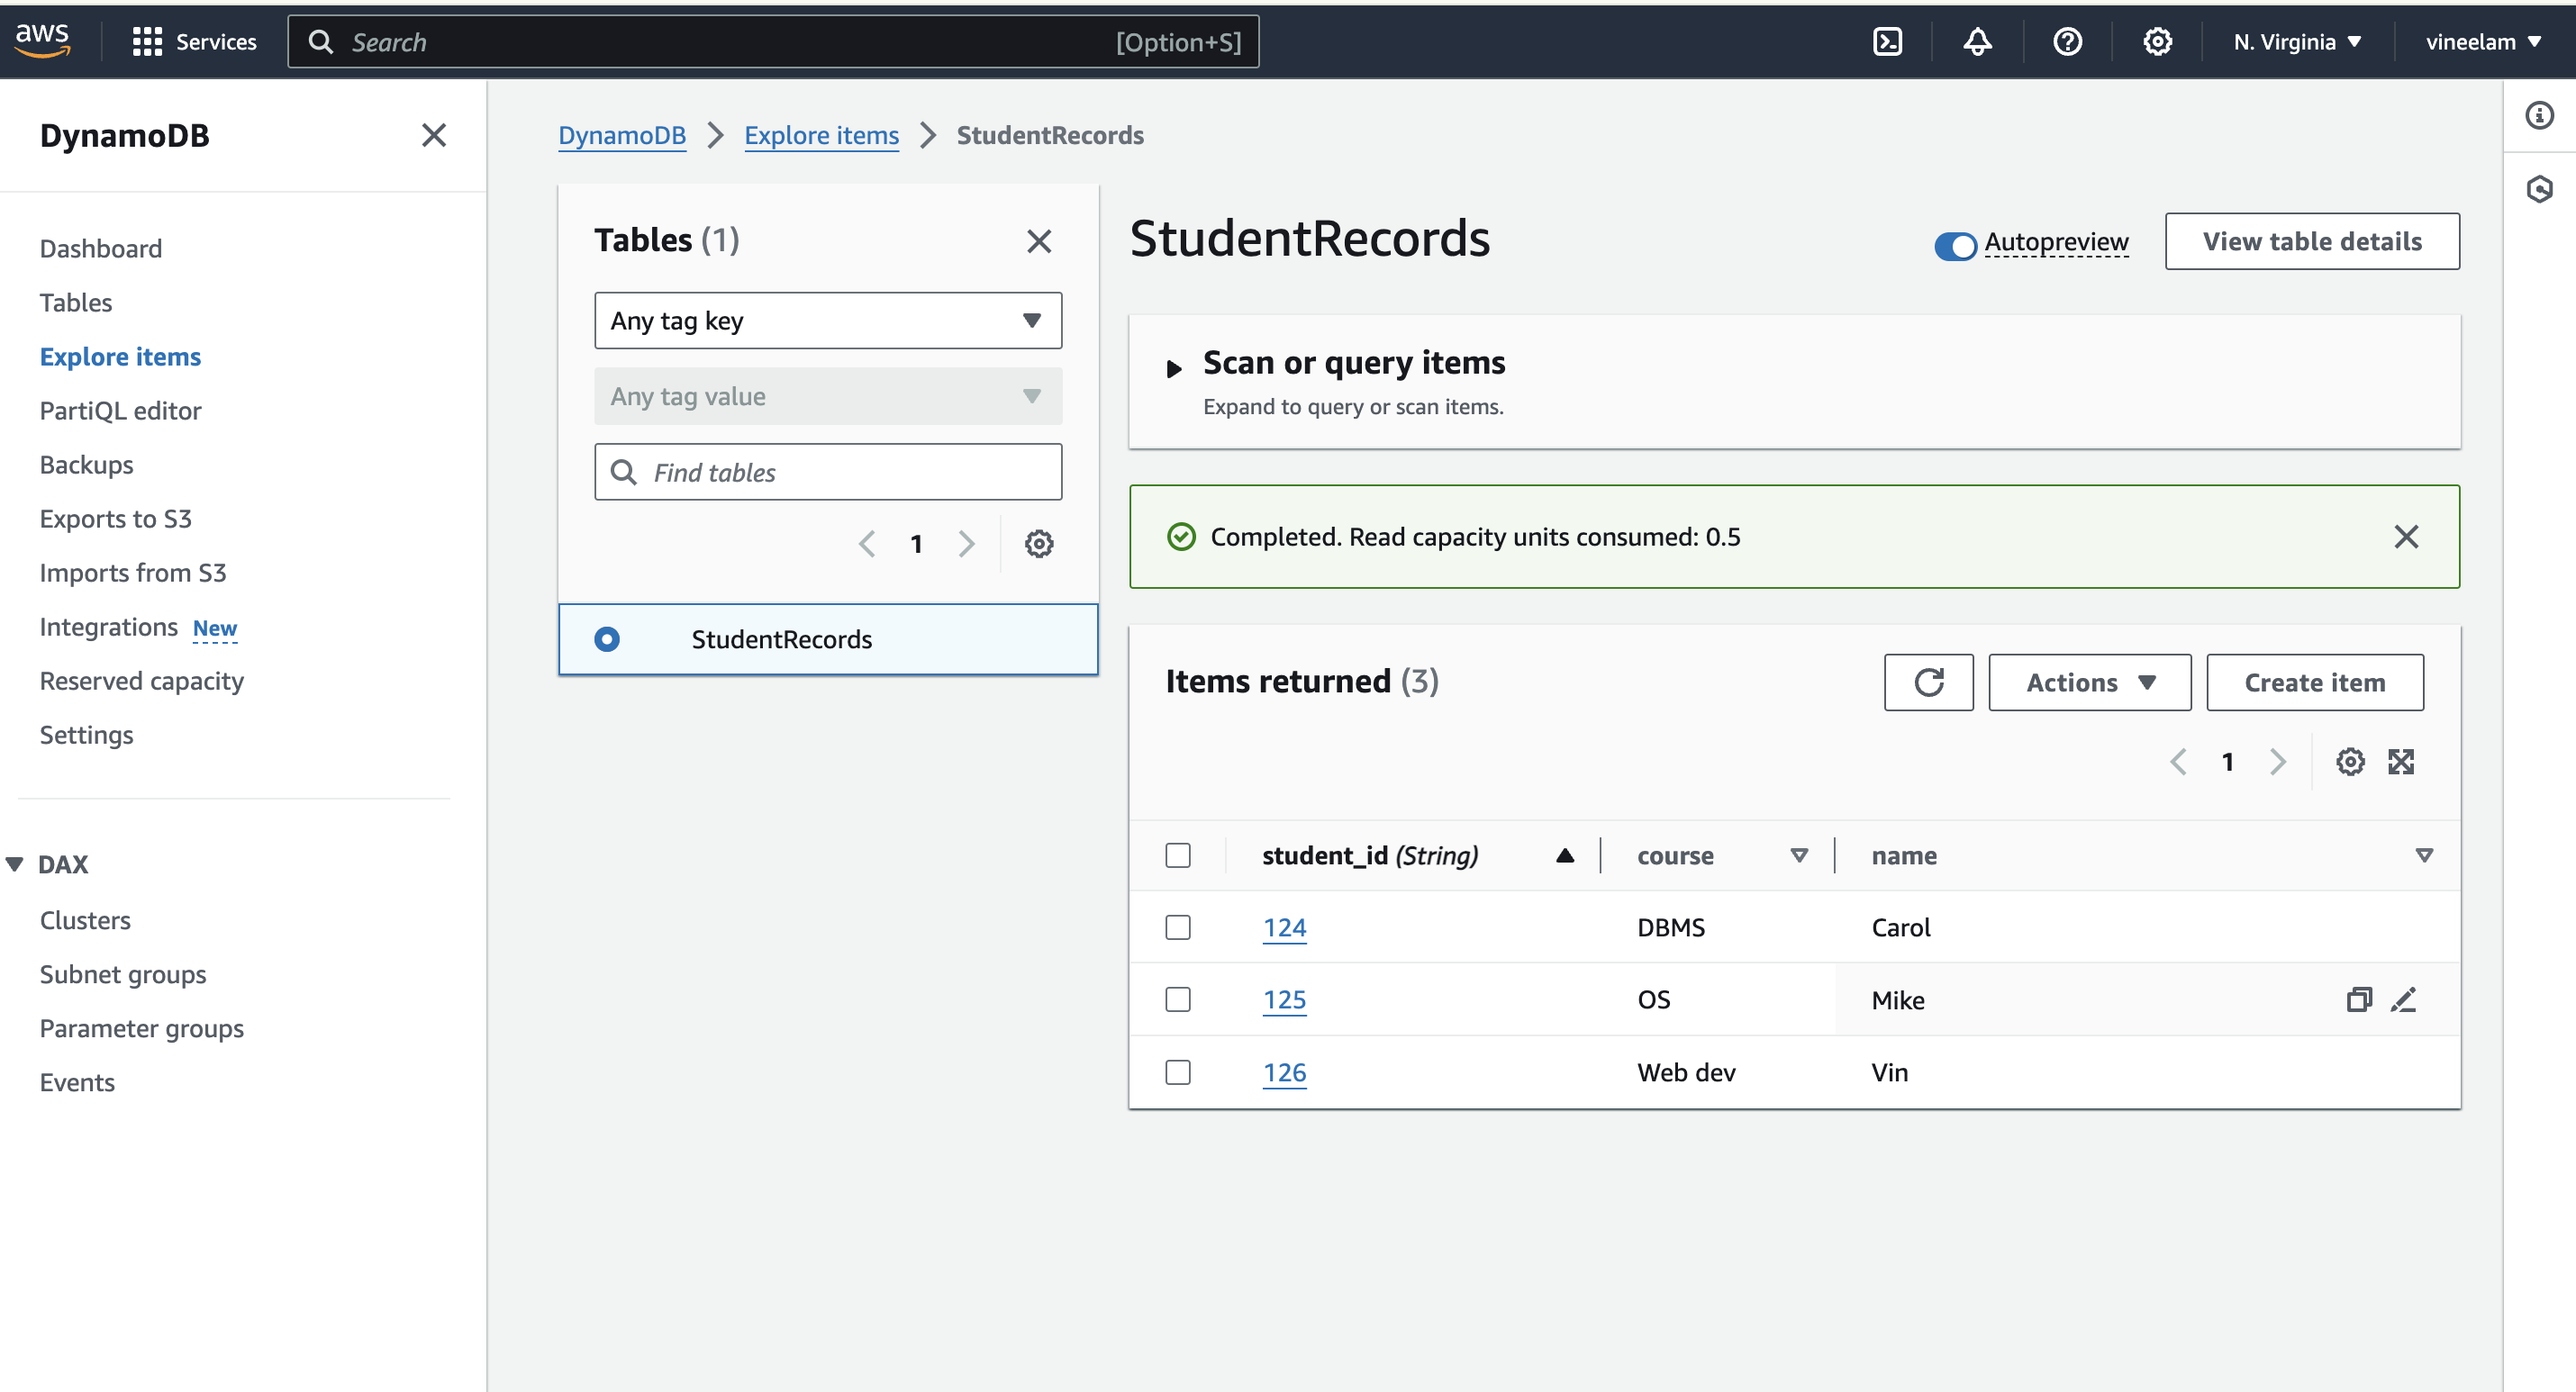 aws
Services
Search
[Option+S]
N. Virginia
vineelam
DynamoDB
Dashboard
Tables
Explore items
PartiQL editor
Backups
Exports to S3
Imports from S3
Integrations New
Reserved capacity
Settings
DAX
Clusters
Subnet groups
Parameter groups
Events
DynamoDB
Explore items
StudentRecords
Tables (1)
Any tag key
Any tag value
Find tables
1
StudentRecords
StudentRecords
Autopreview
View table details
Scan or query items
Expand to query or scan items.
Completed. Read capacity units consumed: 0.5
Items returned (3)
Actions
Create item
1
student_id (String) course name
124 DBMS Carol
125 OS Mike
126 Web dev Vin